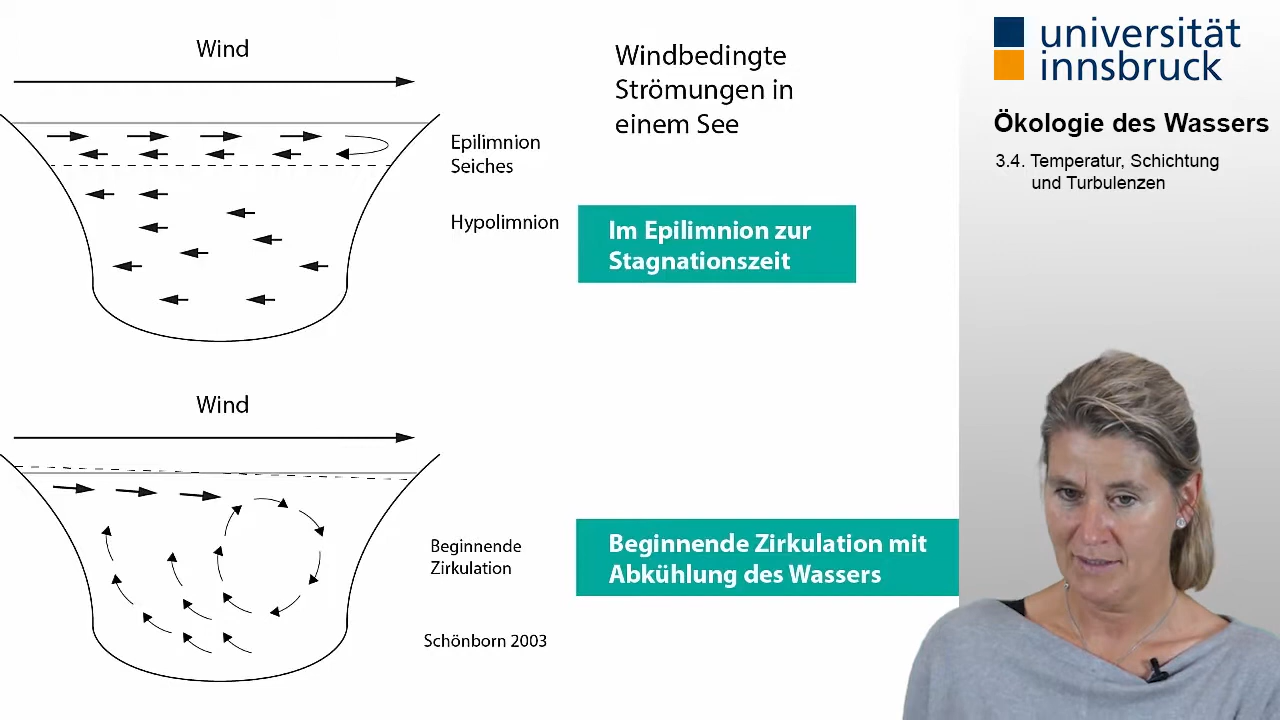 Wind
Windbedingte
Strömungen in
einem See
Epilimnion
Seiches
Hypolimnion
Im Epilimnion zur
Stagnationszeit
Wind
Beginnende
Zirkulation
Beginnende Zirkulation mit
Abkühlung des Wassers
Schönborn 2003
universität
innsbruck
Ökologie des Wassers
3.4. Temperatur, Schichtung
und Turbulenzen